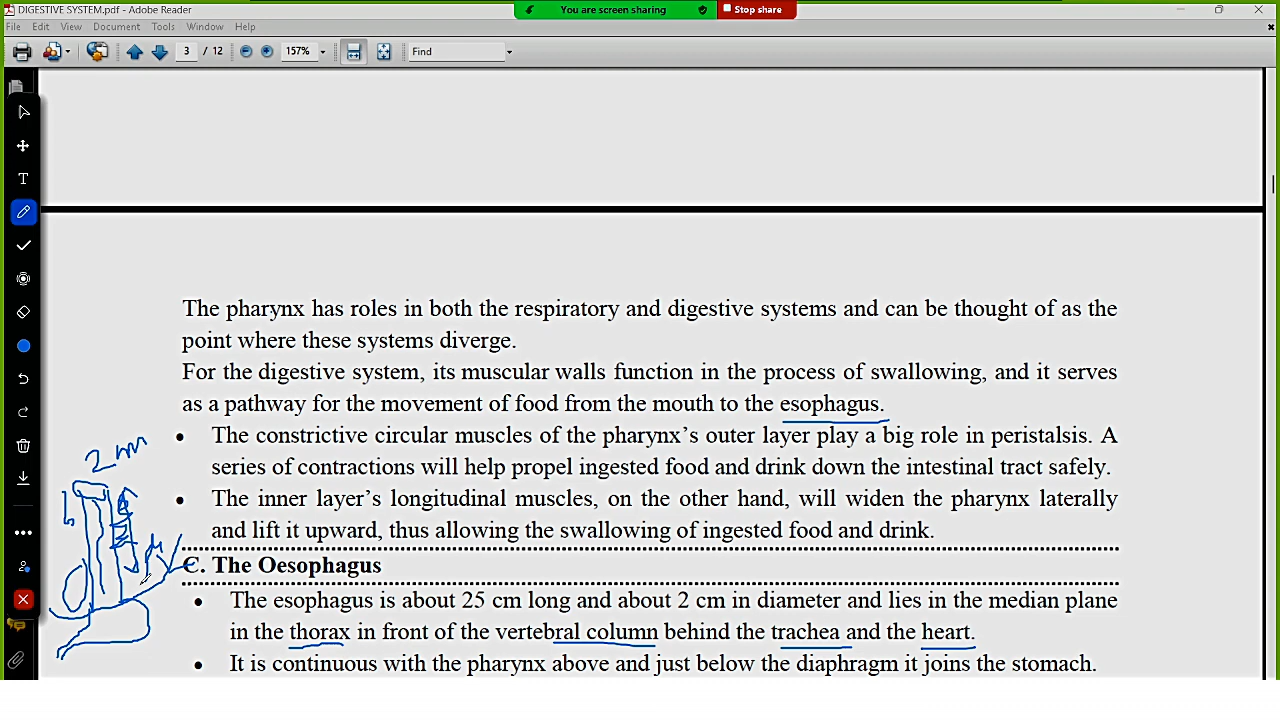 DIGESTIVE SYSTEM.pdf - Adobe Reader
You are screen sharing
Stop share
File Edit View Document Tools Window Help
3 / 12 157% Find
The pharynx has roles in both the respiratory and digestive systems and can be thought of as the
point where these systems diverge.
For the digestive system, its muscular walls function in the process of swallowing, and it serves
as a pathway for the movement of food from the mouth to the esophagus.
• The constrictive circular muscles of the pharynx’s outer layer play a big role in peristalsis. A
series of contractions will help propel ingested food and drink down the intestinal tract safely.
• The inner layer’s longitudinal muscles, on the other hand, will widen the pharynx laterally
and lift it upward, thus allowing the swallowing of ingested food and drink.
C. The Oesophagus
• The esophagus is about 25 cm long and about 2 cm in diameter and lies in the median plane
in the thorax in front of the vertebral column behind the trachea and the heart.
• It is continuous with the pharynx above and just below the diaphragm it joins the stomach.
2